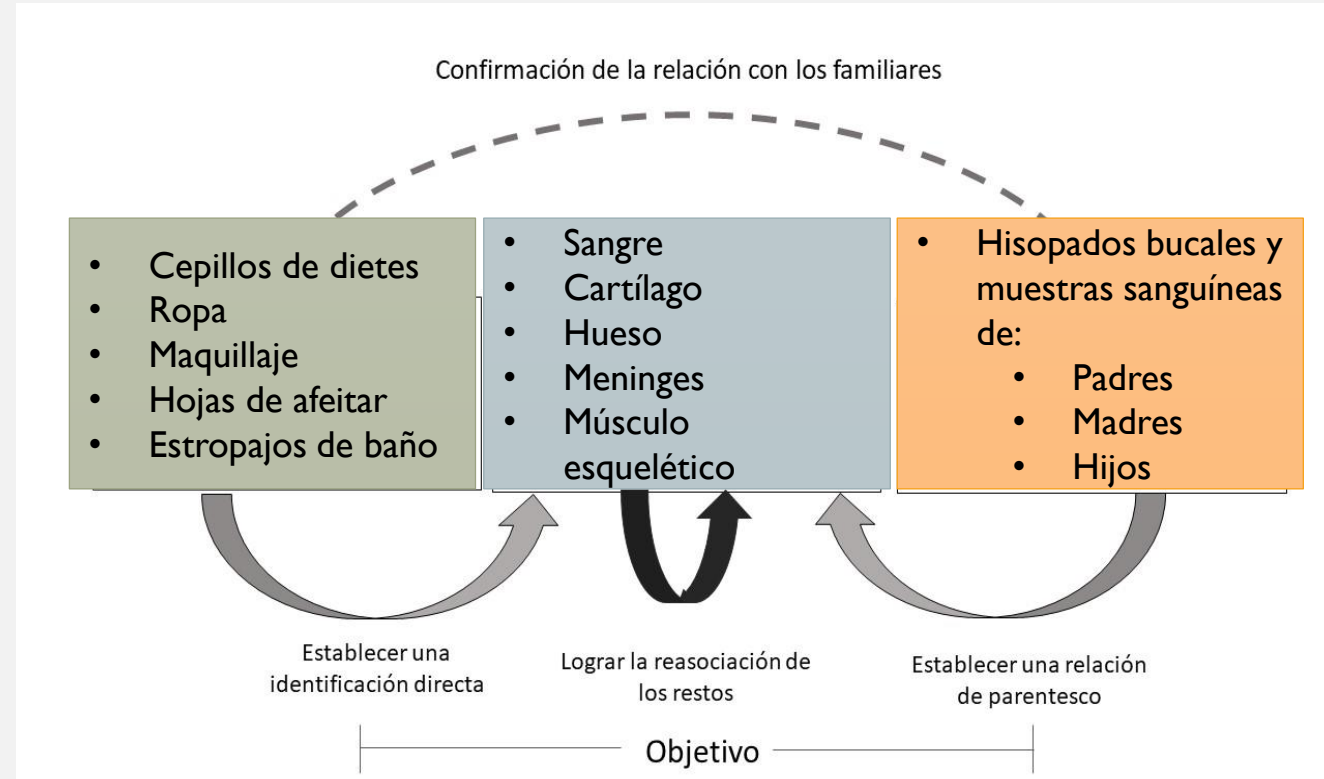 Confirmación de la relación con los familiares
• Cepillos de dietes
• Ropa
• Maquillaje
• Hojas de afeitar
• Estropajos de baño
• Sangre
• Cartílago
• Hueso
• Meninges
• Músculo
esquelético
• Hisopados bucales y
muestras sanguíneas
de:
• Padres
• Madres
• Hijos
Establecer una
identificación directa
Lograr la reasociación de
los restos
Establecer una relación
de parentesco
Objetivo